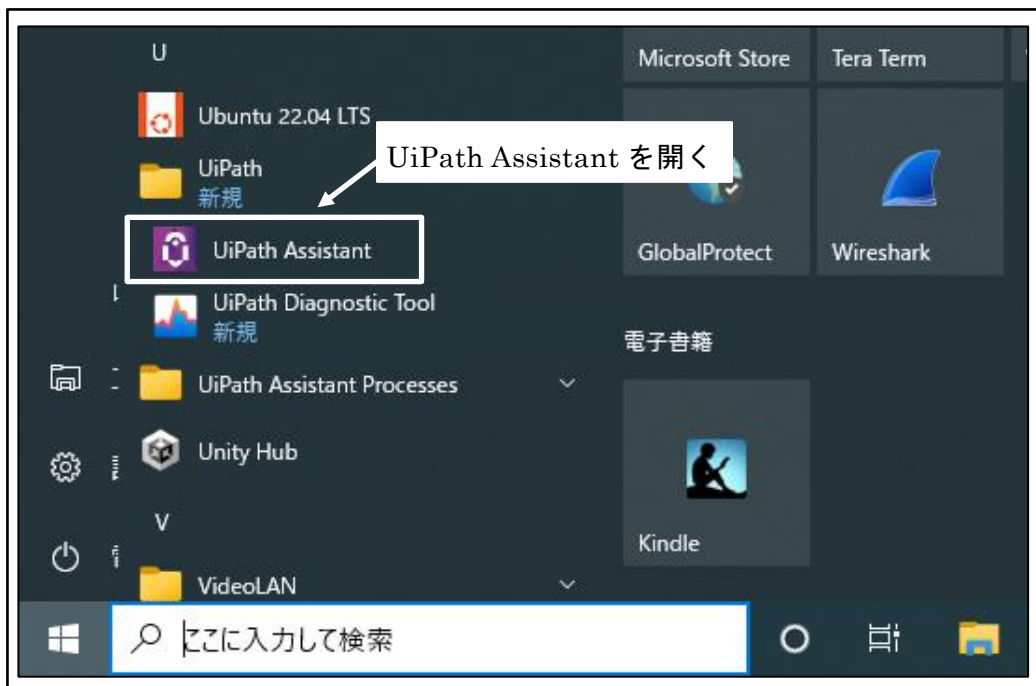 U
Ubuntu 22.04 LTS
UiPath
新規
UiPath Assistant
UiPath Diagnostic Tool
新規
UiPath Assistant Processes
Unity Hub
V
VideoLAN
UiPath Assistant を開く
Microsoft Store
Tera Term
GlobalProtect
Wireshark
電子書籍
Kindle
ここに入力して検索